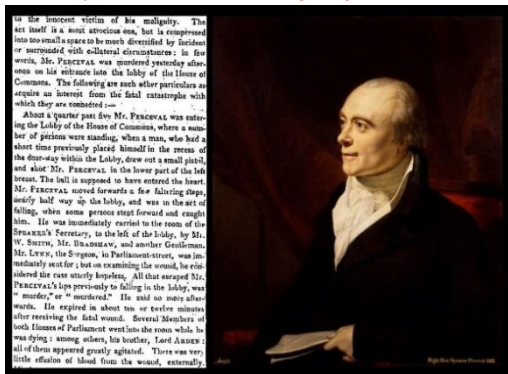 to the innocent victim of his malignity. The
act itself is a most atrocious one, but is compressed
into too small a space to be much diversified by incident
or surrounded with collateral circumstances: in few
words, Mr. PERCEVAL was murdered yesterday after-
noon on his entrance into the lobby of the House of
Commons. The following are such other particulars as
acquire an interest from the fatal catastrophe with
which they are connected:—
About a quarter past five Mr. PERCEVAL was enter-
ing the Lobby of the House of Commons, where a num-
ber of persons were standing, when a man, who had a
short time previously placed himself in the recess of
the door-way within the Lobby, drew out a small pistol,
and shot Mr. PERCEVAL in the lower part of the left
breast. The ball is supposed to have entered the heart.
Mr. PERCEVAL moved forwards a few faltering steps,
nearly half way up the lobby, and was in the act of
falling, when some persons stept forward and caught
him. He was immediately carried to the room of the
SPEAKER's Secretary, to the left of the lobby, by Mr.
W. SMITH, Mr. BRADSHAW, and another Gentleman.
Mr. LYNN, the Surgeon, in Parliament-street, was im-
mediately sent for; but on examining the wound, he con-
sidered the case utterly hopeless. All that escaped Mr.
PERCEVAL's lips previously to falling in the lobby, was
"murder," or "murdered." He said no more after-
wards. He expired in about ten or twelve minutes
after receiving the fatal wound. Several Members of
both Houses of Parliament went into the room while he
was dying: among others, his brother, Lord ARDEN:
all of them appeared greatly agitated. There was very
little effusion of blood from the wound, externally.
Right Hon Spencer Perceval